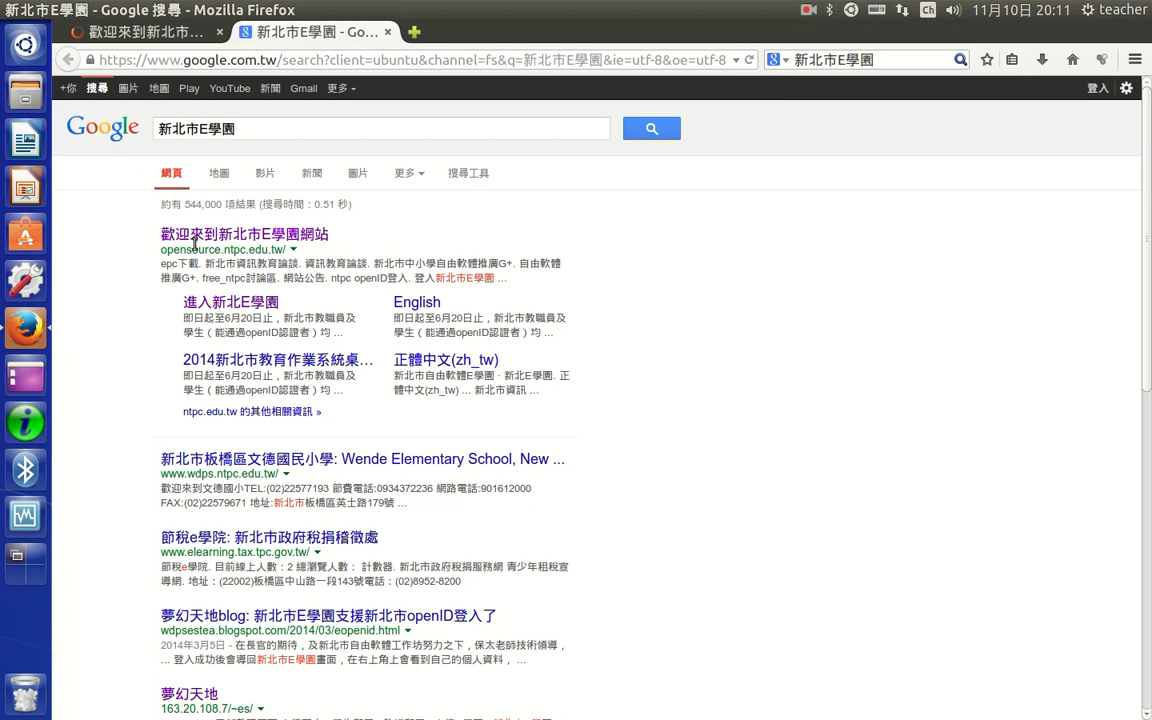 新北市E學園 - Google 搜尋 - Mozilla Firefox
Ch
11月10日 20:11
teacher
歡迎來到新北市... ×
新北市E學園 - Go... ×
https://www.google.com.tw/search?client=ubuntu&channel=fs&q=新北市E學園&ie=utf-8&oe=utf-8
新北市E學園
+你 搜尋 圖片 地圖 Play YouTube 新聞 Gmail 更多
登入
Google
新北市E學園
網頁 地圖 影片 新聞 圖片 更多 搜尋工具
約有 544,000 項結果 (搜尋時間：0.51 秒)
歡迎來到新北市E學園網站
opensource.ntpc.edu.tw/
epc下載. 新北市資訊教育論談. 資訊教育論談. 新北市中小學自由軟體推廣G+. 自由軟體
推廣G+. free_ntpc討論區. 網站公告. ntpc openID登入. 登入新北市E學園 ...
進入新北E學園
即日起至6月20日止，新北市教職員及
學生（能通過openID認證者）均 ...
English
即日起至6月20日止，新北市教職員及
學生（能通過openID認證者）均 ...
2014新北市教育作業系統桌...
即日起至6月20日止，新北市教職員及
學生（能通過openID認證者）均 ...
正體中文(zh_tw)
新北市自由軟體E學園 · 新北E學園. 正
體中文(zh_tw) ... 新北市資訊 ...
ntpc.edu.tw 的其他相關資訊 »
新北市板橋區文德國民小學: Wende Elementary School, New ...
www.wdps.ntpc.edu.tw/
歡迎來到文德國小TEL:(02)22577193 節費電話:0934372236 網路電話:901612000
FAX:(02)22579671 地址:新北市板橋區英士路179號 ...
節稅e學院: 新北市政府稅捐稽徵處
www.elearning.tax.tpc.gov.tw/
節稅e學院. 目前線上人數：2 總瀏覽人數： 計數器. 新北市政府稅捐服務網 青少年租稅宣
導網. 地址：(22002)板橋區中山路一段143號電話：(02)8952-8200
夢幻天地blog: 新北市E學園支援新北市openID登入了
wdpsestea.blogspot.com/2014/03/eopenid.html
2014年3月5日 - 在長官的期待，及新北市自由軟體工作坊努力之下，保太老師技術領導，
... 登入成功後會導回新北市E學園畫面，在右上角上會看到自己的個人資料， ...
夢幻天地
163.20.108.7/~es/